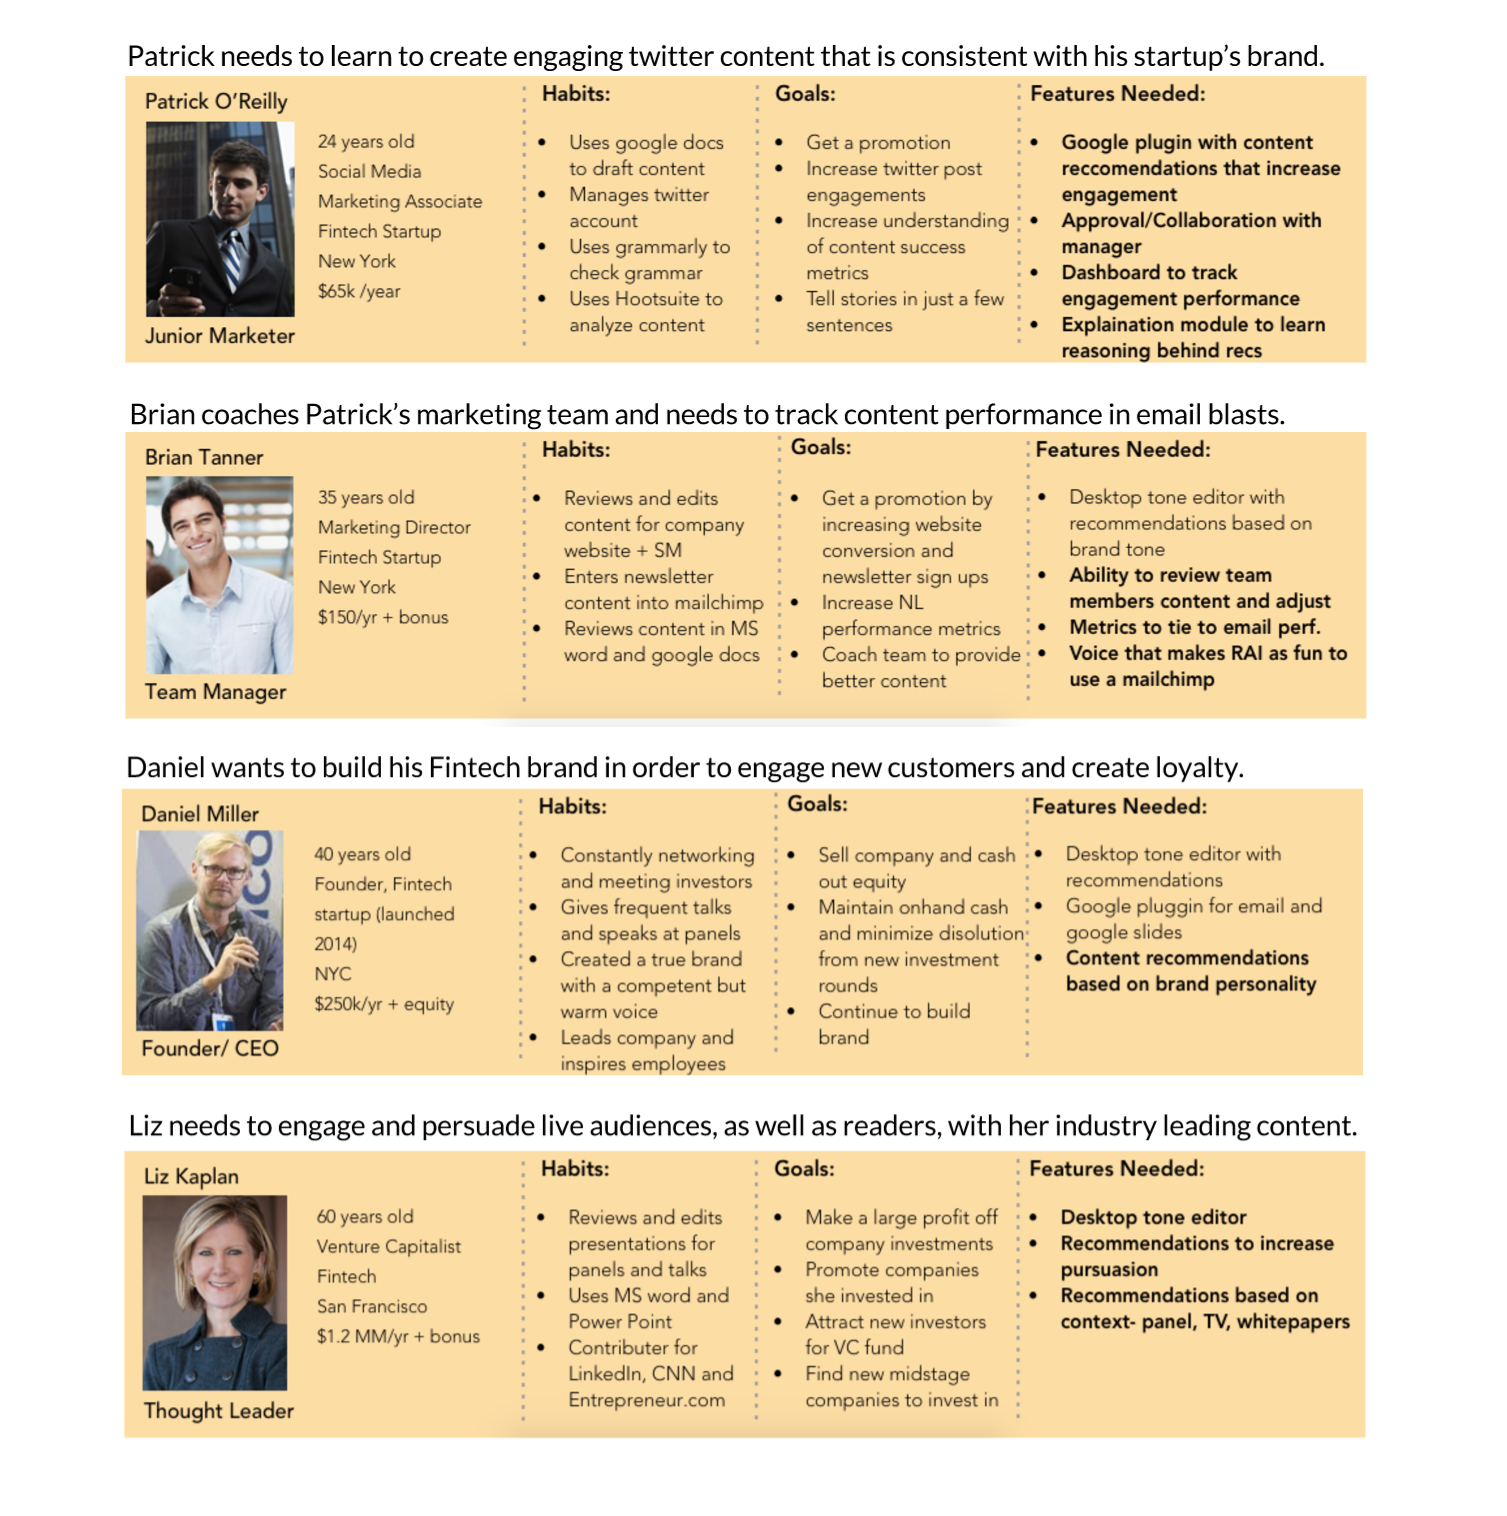 Patrick needs to learn to create engaging twitter content that is consistent with his startup's brand.
Patrick O'Reilly
24 years old
Social Media
Marketing Associate
Fintech Startup
New York
$65k /year
Junior Marketer
Habits:
• Uses google docs
to draft content
• Manages twitter
account
• Uses grammarly to
check grammar
• Uses Hootsuite to
analyze content
Goals:
• Get a promotion
• Increase twitter post
engagements
• Increase understanding
of content success
metrics
• Tell stories in just a few
sentences
Features Needed:
• Google plugin with content
reccomendations that increase
engagement
• Approval/Collaboration with
manager
• Dashboard to track
engagement performance
• Explaination module to learn
reasoning behind recs
Brian coaches Patrick's marketing team and needs to track content performance in email blasts.
Brian Tanner
35 years old
Marketing Director
Fintech Startup
New York
$150/yr + bonus
Team Manager
Habits:
• Reviews and edits
content for company
website + SM
• Enters newsletter
content into mailchimp
• Reviews content in MS
word and google docs
Goals:
• Get a promotion by
increasing website
conversion and
newsletter sign ups
• Increase NL
performance metrics
• Coach team to provide
better content
Features Needed:
• Desktop tone editor with
recommendations based on
brand tone
• Ability to review team
members content and adjust
• Metrics to tie to email perf.
• Voice that makes RAI as fun to
use a mailchimp
Daniel wants to build his Fintech brand in order to engage new customers and create loyalty.
Daniel Miller
40 years old
Founder, Fintech
startup (launched
2014)
NYC
$250k/yr + equity
Founder/ CEO
Habits:
• Constantly networking
and meeting investors
• Gives frequent talks
and speaks at panels
• Created a true brand
with a competent but
warm voice
• Leads company and
inspires employees
Goals:
• Sell company and cash
out equity
• Maintain onhand cash
and minimize disolution
from new investment
rounds
• Continue to build
brand
Features Needed:
• Desktop tone editor with
recommendations
• Google pluggin for email and
google slides
• Content recommendations
based on brand personality
Liz needs to engage and persuade live audiences, as well as readers, with her industry leading content.
Liz Kaplan
60 years old
Venture Capitalist
Fintech
San Francisco
$1.2 MM/yr + bonus
Thought Leader
Habits:
• Reviews and edits
presentations for
panels and talks
• Uses MS word and
Power Point
• Contributer for
LinkedIn, CNN and
Entrepreneur.com
Goals:
• Make a large profit off
company investments
• Promote companies
she invested in
• Attract new investors
for VC fund
• Find new midstage
companies to invest in
Features Needed:
• Desktop tone editor
• Recommendations to increase
pursuasion
• Recommendations based on
context- panel, TV, whitepapers